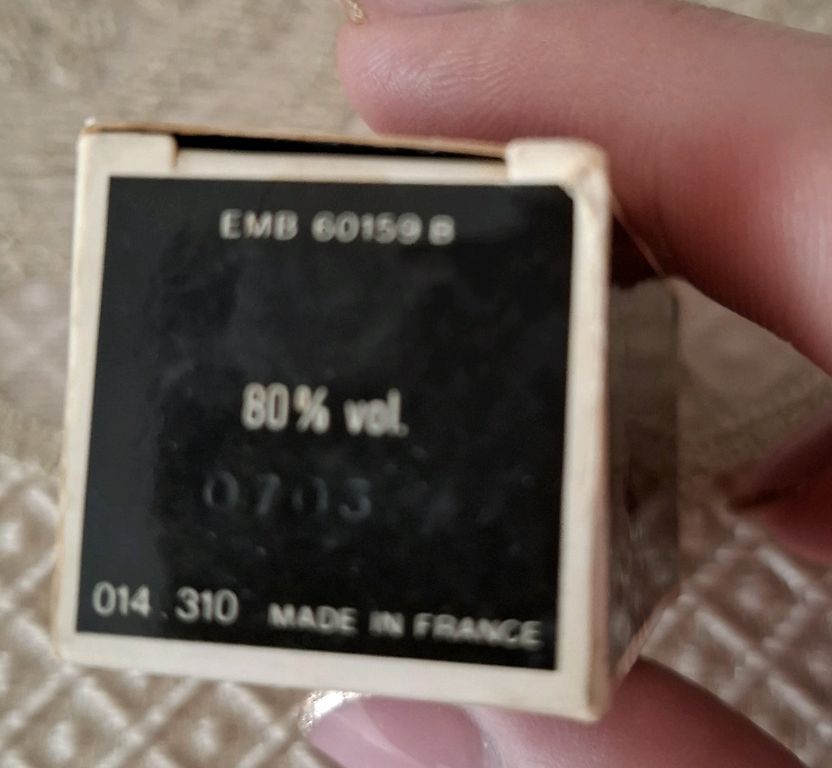 EMB 60159 B
80% vol.
0703
014.310 MADE IN FRANCE